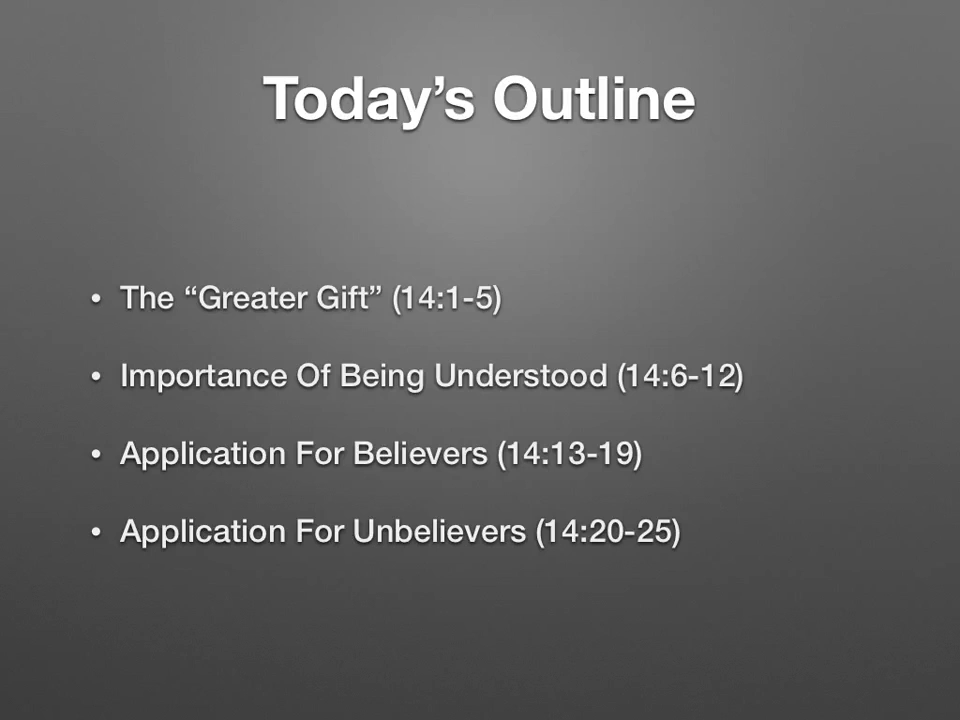 Today’s Outline
• The “Greater Gift” (14:1-5)
• Importance Of Being Understood (14:6-12)
• Application For Believers (14:13-19)
• Application For Unbelievers (14:20-25)